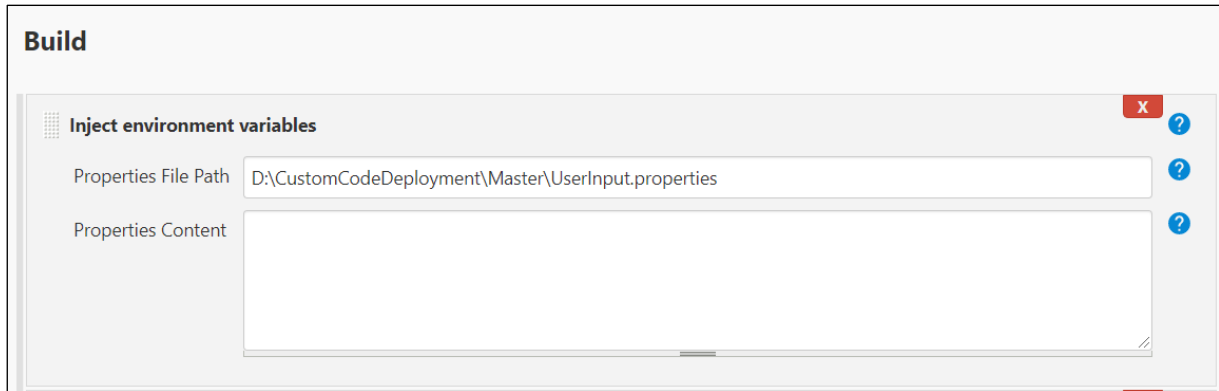 Build
Inject environment variables
X
?
Properties File Path
D:\CustomCodeDeployment\Master\UserInput.properties
?
Properties Content
?